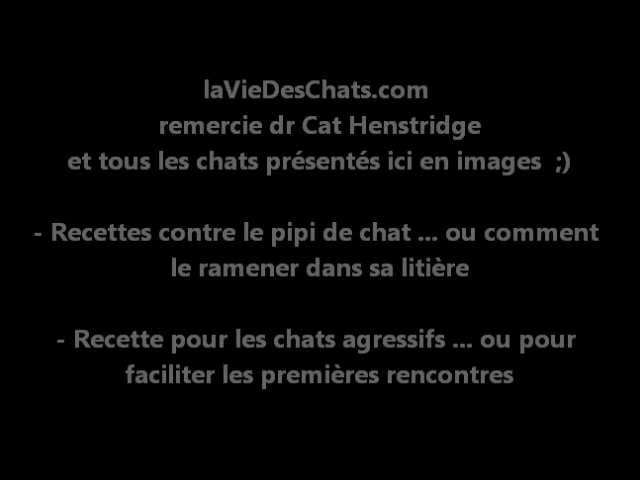 laVieDesChats.com
remercie dr Cat Henstridge
et tous les chats présentés ici en images ;)
- Recettes contre le pipi de chat ... ou comment
le ramener dans sa litière
- Recette pour les chats agressifs ... ou pour
faciliter les premières rencontres